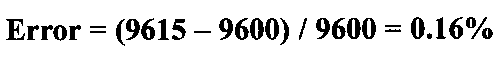 Error = (9615 – 9600) / 9600 = 0.16%